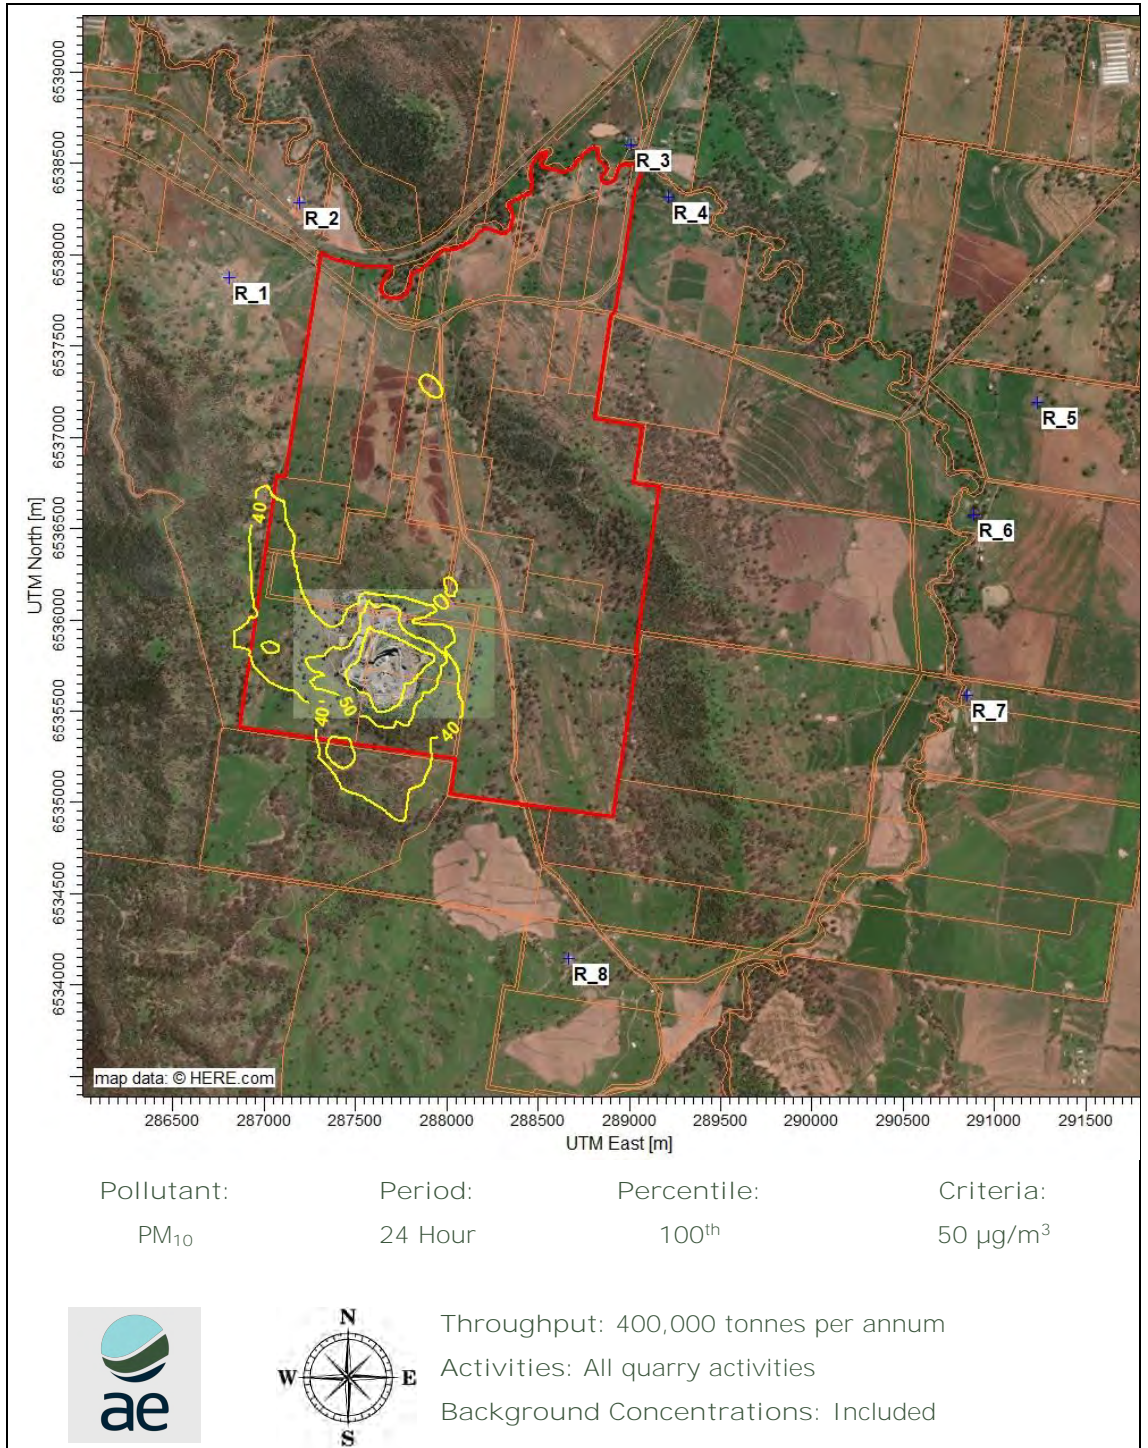 6539000
6538500
6538000
6537500
6537000
6536500
6536000
6535500
6535000
6534500
6534000
UTM North [m]
R_3
R_4
R_2
R_1
R_5
R_6
R_7
R_8
40
40
50
40
40
map data: © HERE.com
286500 287000 287500 288000 288500 289000 289500 290000 290500 291000 291500
UTM East [m]
Pollutant: Period: Percentile: Criteria:
PM₁₀ 24 Hour 100ᵗʰ 50 µg/m³
ae
N
W E
S
Throughput: 400,000 tonnes per annum
Activities: All quarry activities
Background Concentrations: Included